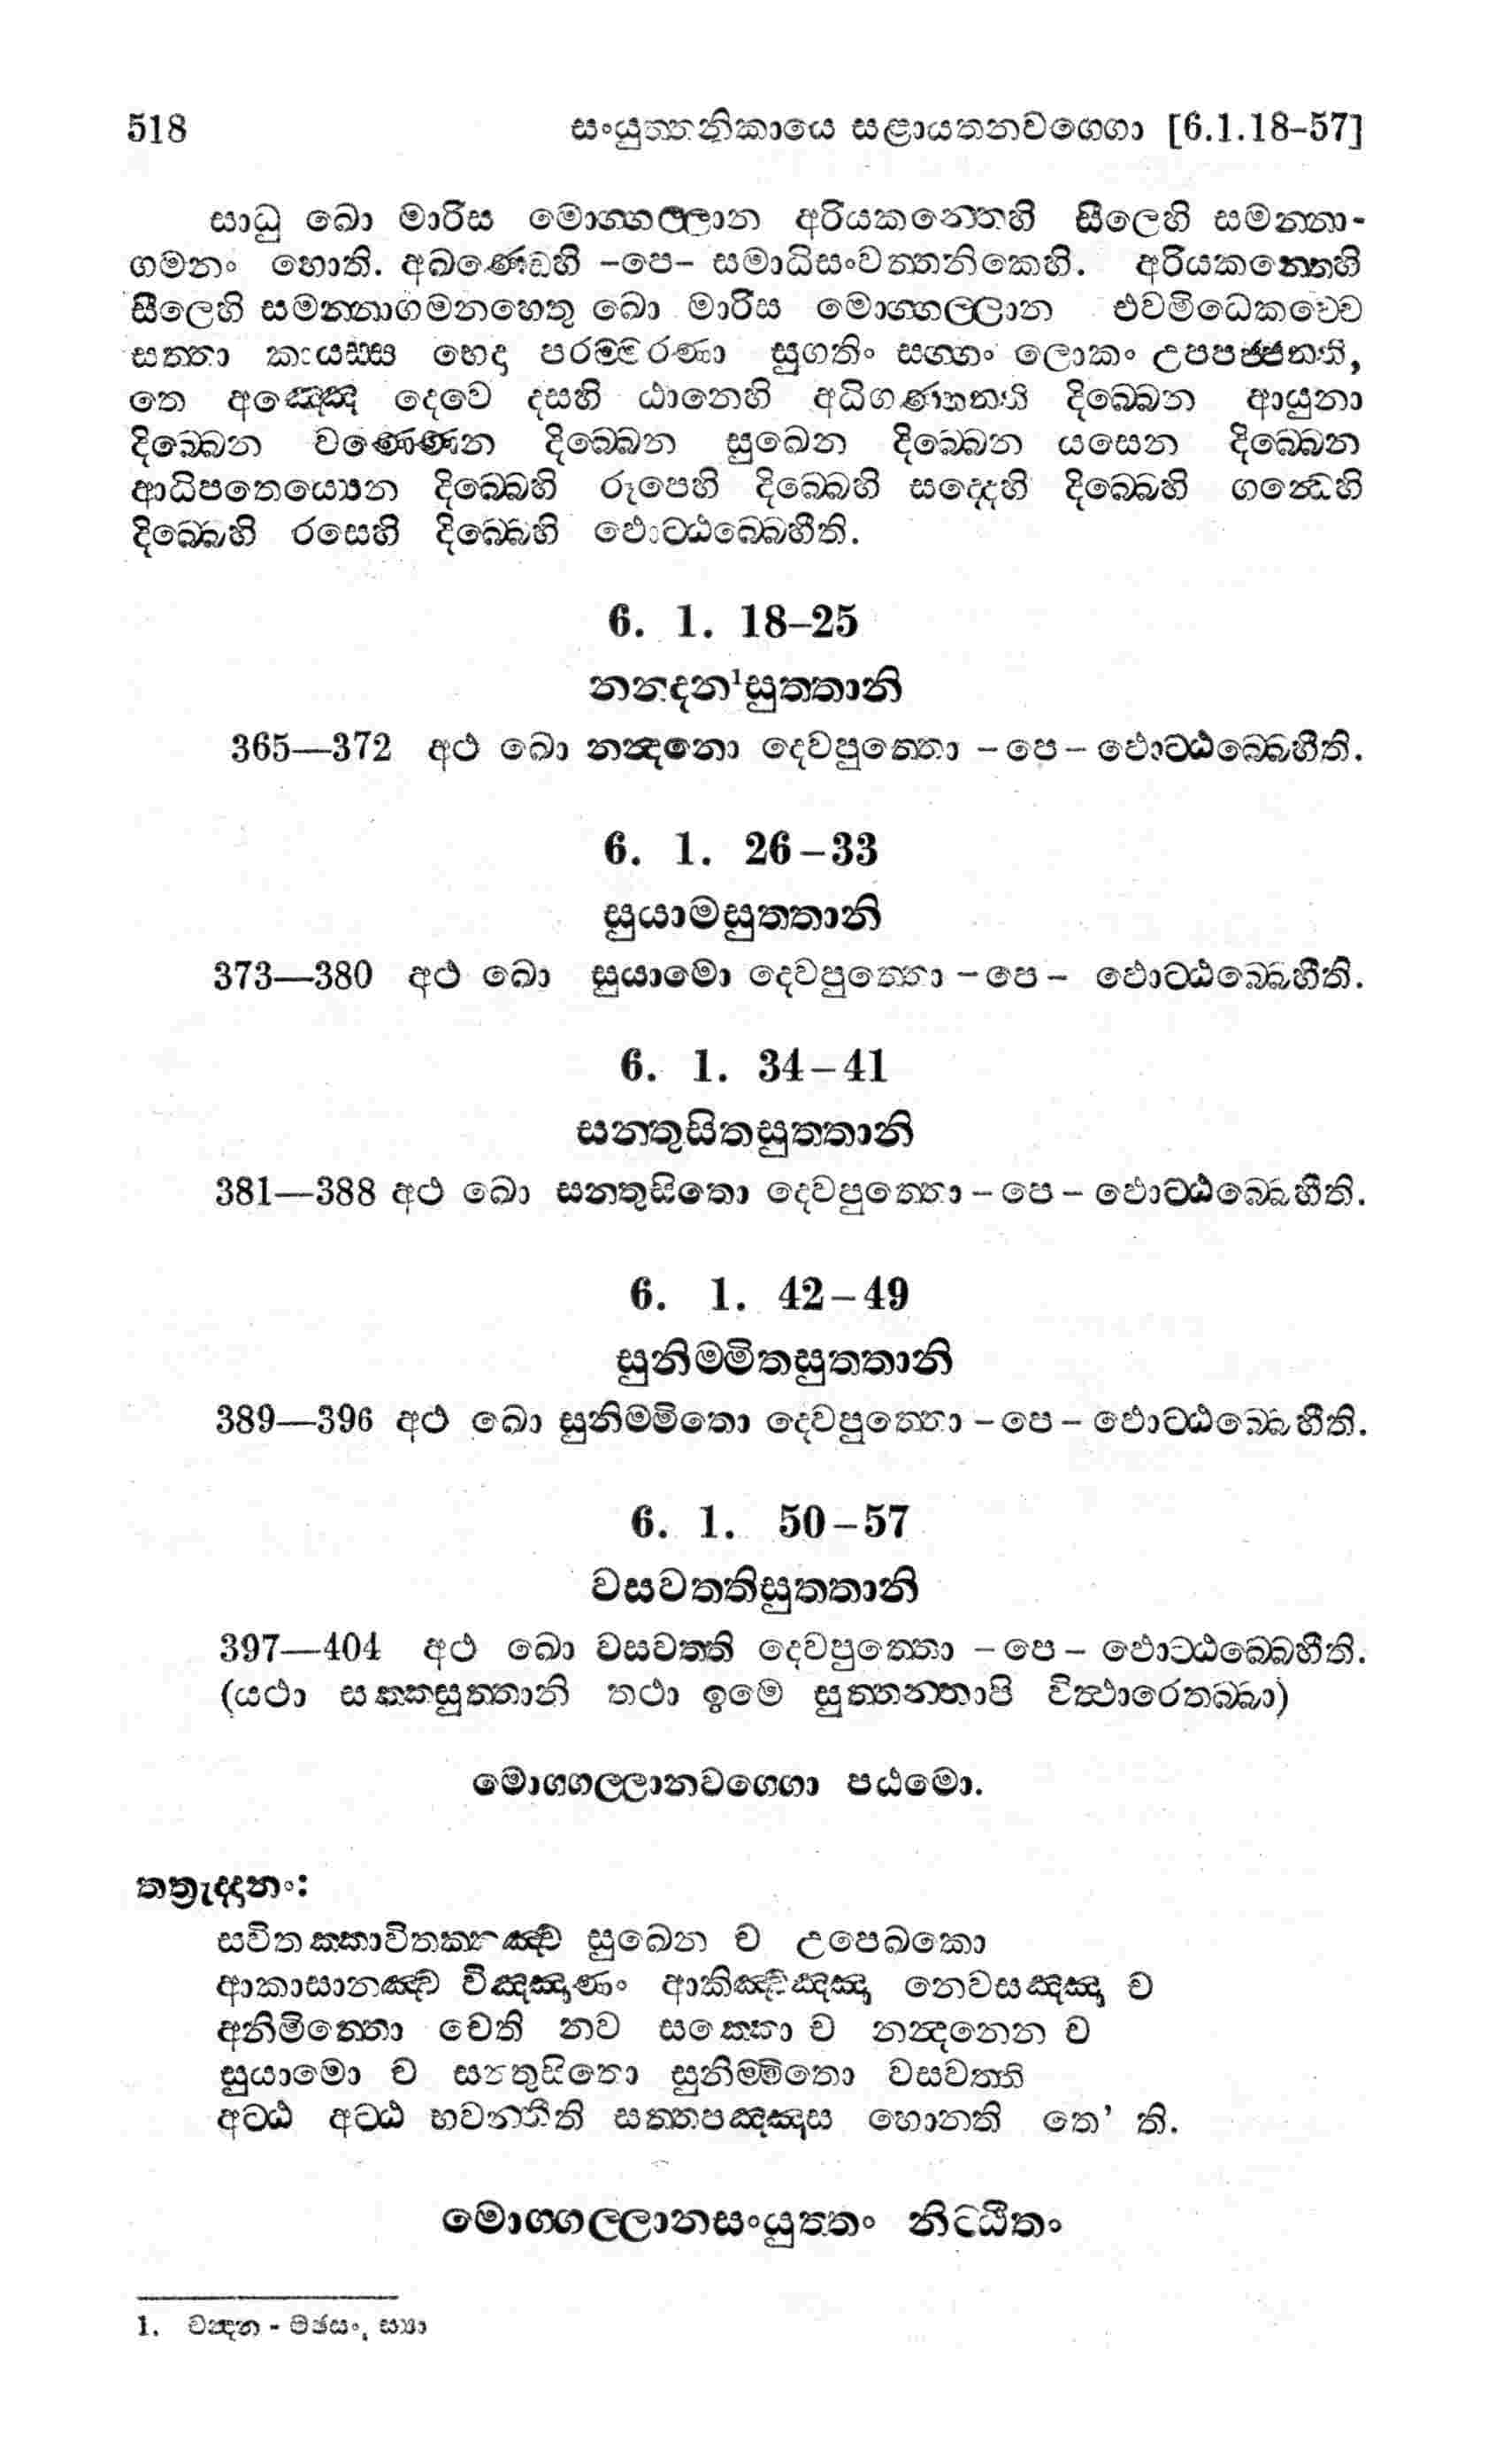 518 සංයුත්තනිකායෙ සළායතනවග්ගො [6.1.18-57]
සාධු ඛො මාරිස මොග්ගල්ලාන අරියකන්තෙහි සීලෙහි සමන්නා-
ගමනං හොති. අඛණ්ඩෙහි -පෙ- සමාධිසංවත්තනිකෙහි. අරියකන්තෙහි
සීලෙහි සමන්නාගමනහෙතු ඛො මාරිස මොග්ගල්ලාන එවමිධෙකච්චෙ
සත්තා කායස්ස භෙදා පරම්මරණා සුගතිං සග්ගං ලොකං උපපජ්ජන්ති,
තෙ අඤ්ඤෙ දෙවෙ දසහි ඨානෙහි අධිගණ්හන්ති දිබ්බෙන ආයුනා
දිබ්බෙන වණ්ණෙන දිබ්බෙන සුඛෙන දිබ්බෙන යසෙන දිබ්බෙන
ආධිපතෙය්‍යෙන දිබ්බෙහි රූපෙහි දිබ්බෙහි සද්දෙහි දිබ්බෙහි ගන්ධෙහි
දිබ්බෙහි රසෙහි දිබ්බෙහි ඵොට්ඨබ්බෙහීති.
6. 1. 18–25
නන්දන¹සුත්තානි
365—372 අථ ඛො නන්දනො දෙවපුත්තො -පෙ- ඵොට්ඨබ්බෙහීති.
6. 1. 26–33
සුයාමසුත්තානි
373—380 අථ ඛො සුයාමො දෙවපුත්තො -පෙ- ඵොට්ඨබ්බෙහීති.
6. 1. 34–41
සන්තුසිතසුත්තානි
381—388 අථ ඛො සන්තුසිතො දෙවපුත්තො -පෙ- ඵොට්ඨබ්බෙහීති.
6. 1. 42–49
සුනිම්මිතසුත්තානි
389—396 අථ ඛො සුනිම්මිතො දෙවපුත්තො -පෙ- ඵොට්ඨබ්බෙහීති.
6. 1. 50–57
වසවත්තිසුත්තානි
397—404 අථ ඛො වසවත්ති දෙවපුත්තො -පෙ- ඵොට්ඨබ්බෙහීති.
(යථා සක්කසුත්තානි තථා ඉමෙ සුත්තන්තාපි විත්ථාරෙතබ්බා)
මොග්ගල්ලානවග්ගො පඨමො.
තත්‍රුද්දානං:
සවිතක්කාවිතක්කඤ්ච සුඛෙන ච උපෙඛකො
ආකාසානඤ්ච විඤ්ඤාණං ආකිඤ්චඤ්ඤා නෙවසඤ්ඤා ච
අනිමිත්තො චෙති නව සක්කො ච නන්දනෙන ච
සුයාමො ච සන්තුසිතො සුනිම්මිතො වසවත්ති
අට්ඨ අට්ඨ භවන්තීති සත්තපඤ්ඤාස හොන්ති තෙ' ති.
මොග්ගල්ලානසංයුත්තං නිට්ඨිතං
1. චන්දන - මඡසං, ස්‍යා